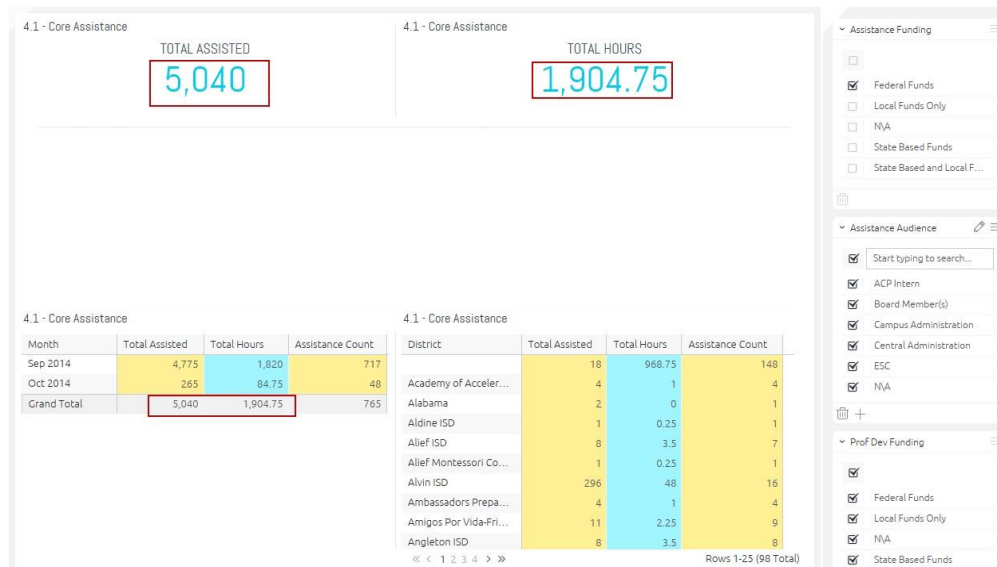 4.1 - Core Assistance
TOTAL ASSISTED
5,040
4.1 - Core Assistance
TOTAL HOURS
1,904.75
4.1 - Core Assistance
Month Total Assisted Total Hours Assistance Count
Sep 2014 4,775 1,820 717
Oct 2014 265 84.75 48
Grand Total 5,040 1,904.75 765
4.1 - Core Assistance
District Total Assisted Total Hours Assistance Count
18 968.75 148
Academy of Acceler... 4 1 4
Alabama 2 0 1
Aldine ISD 1 0.25 1
Alief ISD 8 3.5 7
Alief Montessori Co... 1 0.25 1
Alvin ISD 296 48 16
Ambassadors Prepa... 4 1 4
Amigos Por Vida-Fri... 11 2.25 9
Angleton ISD 8 3.5 8
« < 1 2 3 4 > » Rows 1-25 (98 Total)
Assistance Funding
Federal Funds
Local Funds Only
N\A
State Based Funds
State Based and Local F...
Assistance Audience
Start typing to search...
ACP Intern
Board Member(s)
Campus Administration
Central Administration
ESC
N\A
Prof Dev Funding
Federal Funds
Local Funds Only
N\A
State Based Funds